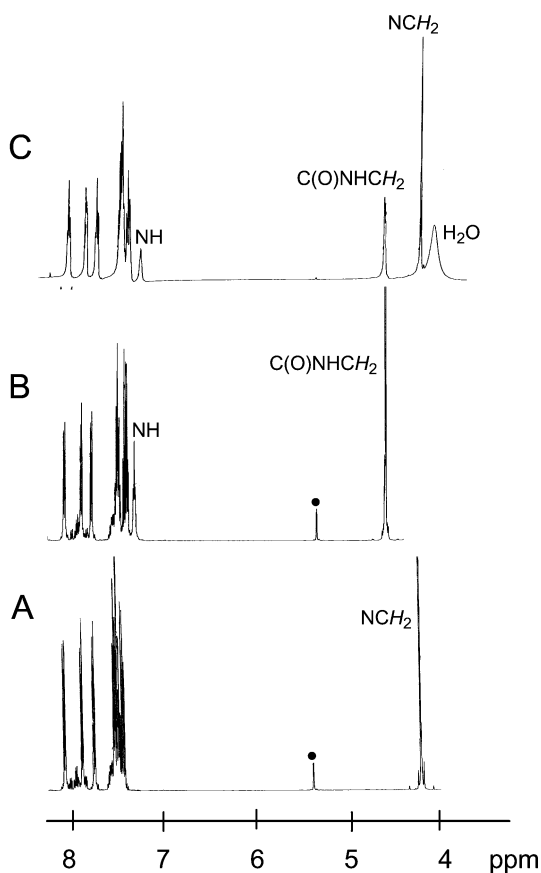 NCH₂
C
C(O)NHCH₂
NH
H₂O
C(O)NHCH₂
B
NH
A
NCH₂
8 7 6 5 4 ppm